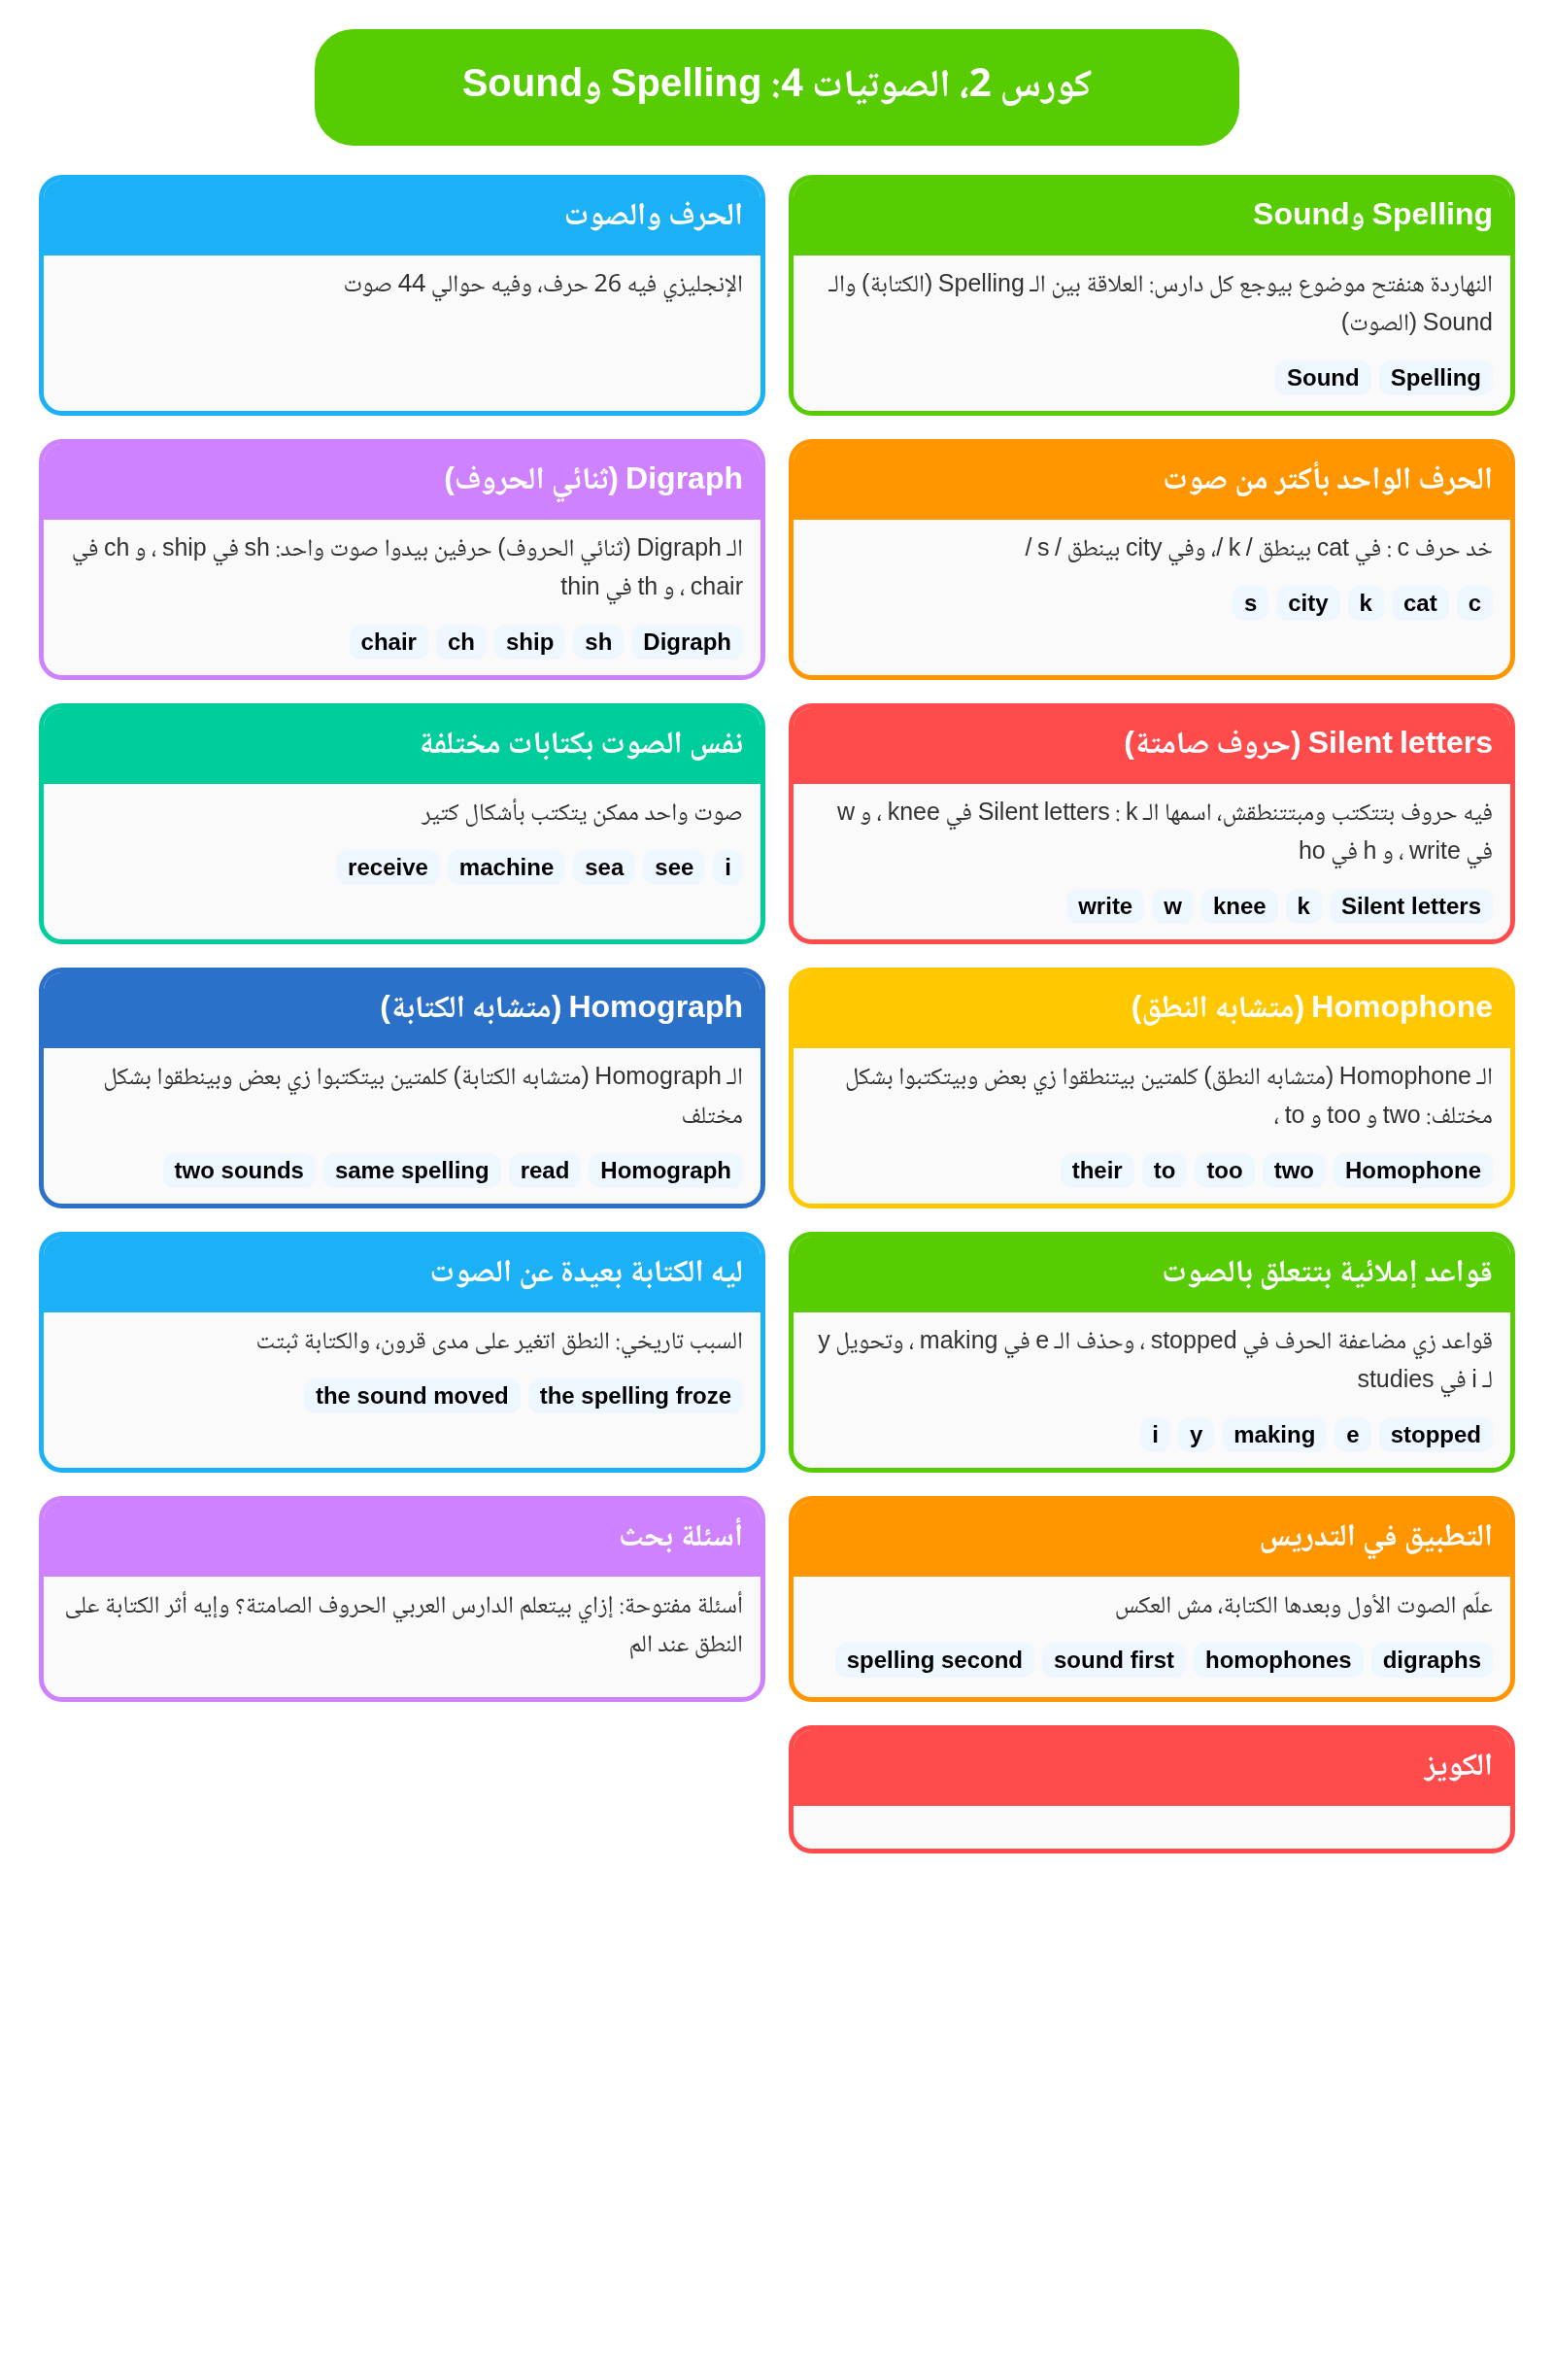 كورس 2، الصوتيات 4: Spelling وSound
Spelling وSound
النهاردة هنفتح موضوع بيوجع كل دارس: العلاقة بين الـ Spelling (الكتابة) والـ
Sound (الصوت)
Spelling Sound
الحرف والصوت
الإنجليزي فيه 26 حرف، وفيه حوالي 44 صوت
الحرف الواحد بأكتر من صوت
خد حرف c : في cat بينطق / k /، وفي city بينطق / s /
c cat k city s
Digraph (ثنائي الحروف)
الـ Digraph (ثنائي الحروف) حرفين بيدوا صوت واحد: sh في ship ، و ch في
chair ، و th في thin
Digraph sh ship ch chair
Silent letters (حروف صامتة)
فيه حروف بتتكتب ومبتتنطقش، اسمها الـ Silent letters : k في knee ، و w
في write ، و h في ho
Silent letters k knee w write
نفس الصوت بكتابات مختلفة
صوت واحد ممكن يتكتب بأشكال كتير
i see sea machine receive
Homophone (متشابه النطق)
الـ Homophone (متشابه النطق) كلمتين بيتنطقوا زي بعض وبيتكتبوا بشكل
مختلف: two و too و to ،
Homophone two too to their
Homograph (متشابه الكتابة)
الـ Homograph (متشابه الكتابة) كلمتين بيتكتبوا زي بعض وبينطقوا بشكل
مختلف
Homograph read same spelling two sounds
قواعد إملائية بتتعلق بالصوت
قواعد زي مضاعفة الحرف في stopped ، وحذف الـ e في making ، وتحويل y
لـ i في studies
stopped e making y i
ليه الكتابة بعيدة عن الصوت
السبب تاريخي: النطق اتغير على مدى قرون، والكتابة ثبتت
the spelling froze the sound moved
التطبيق في التدريس
علّم الصوت الأول وبعدها الكتابة، مش العكس
digraphs homophones sound first spelling second
أسئلة بحث
أسئلة مفتوحة: إزاي بيتعلم الدارس العربي الحروف الصامتة؟ وإيه أثر الكتابة على
النطق عند الم
الكويز